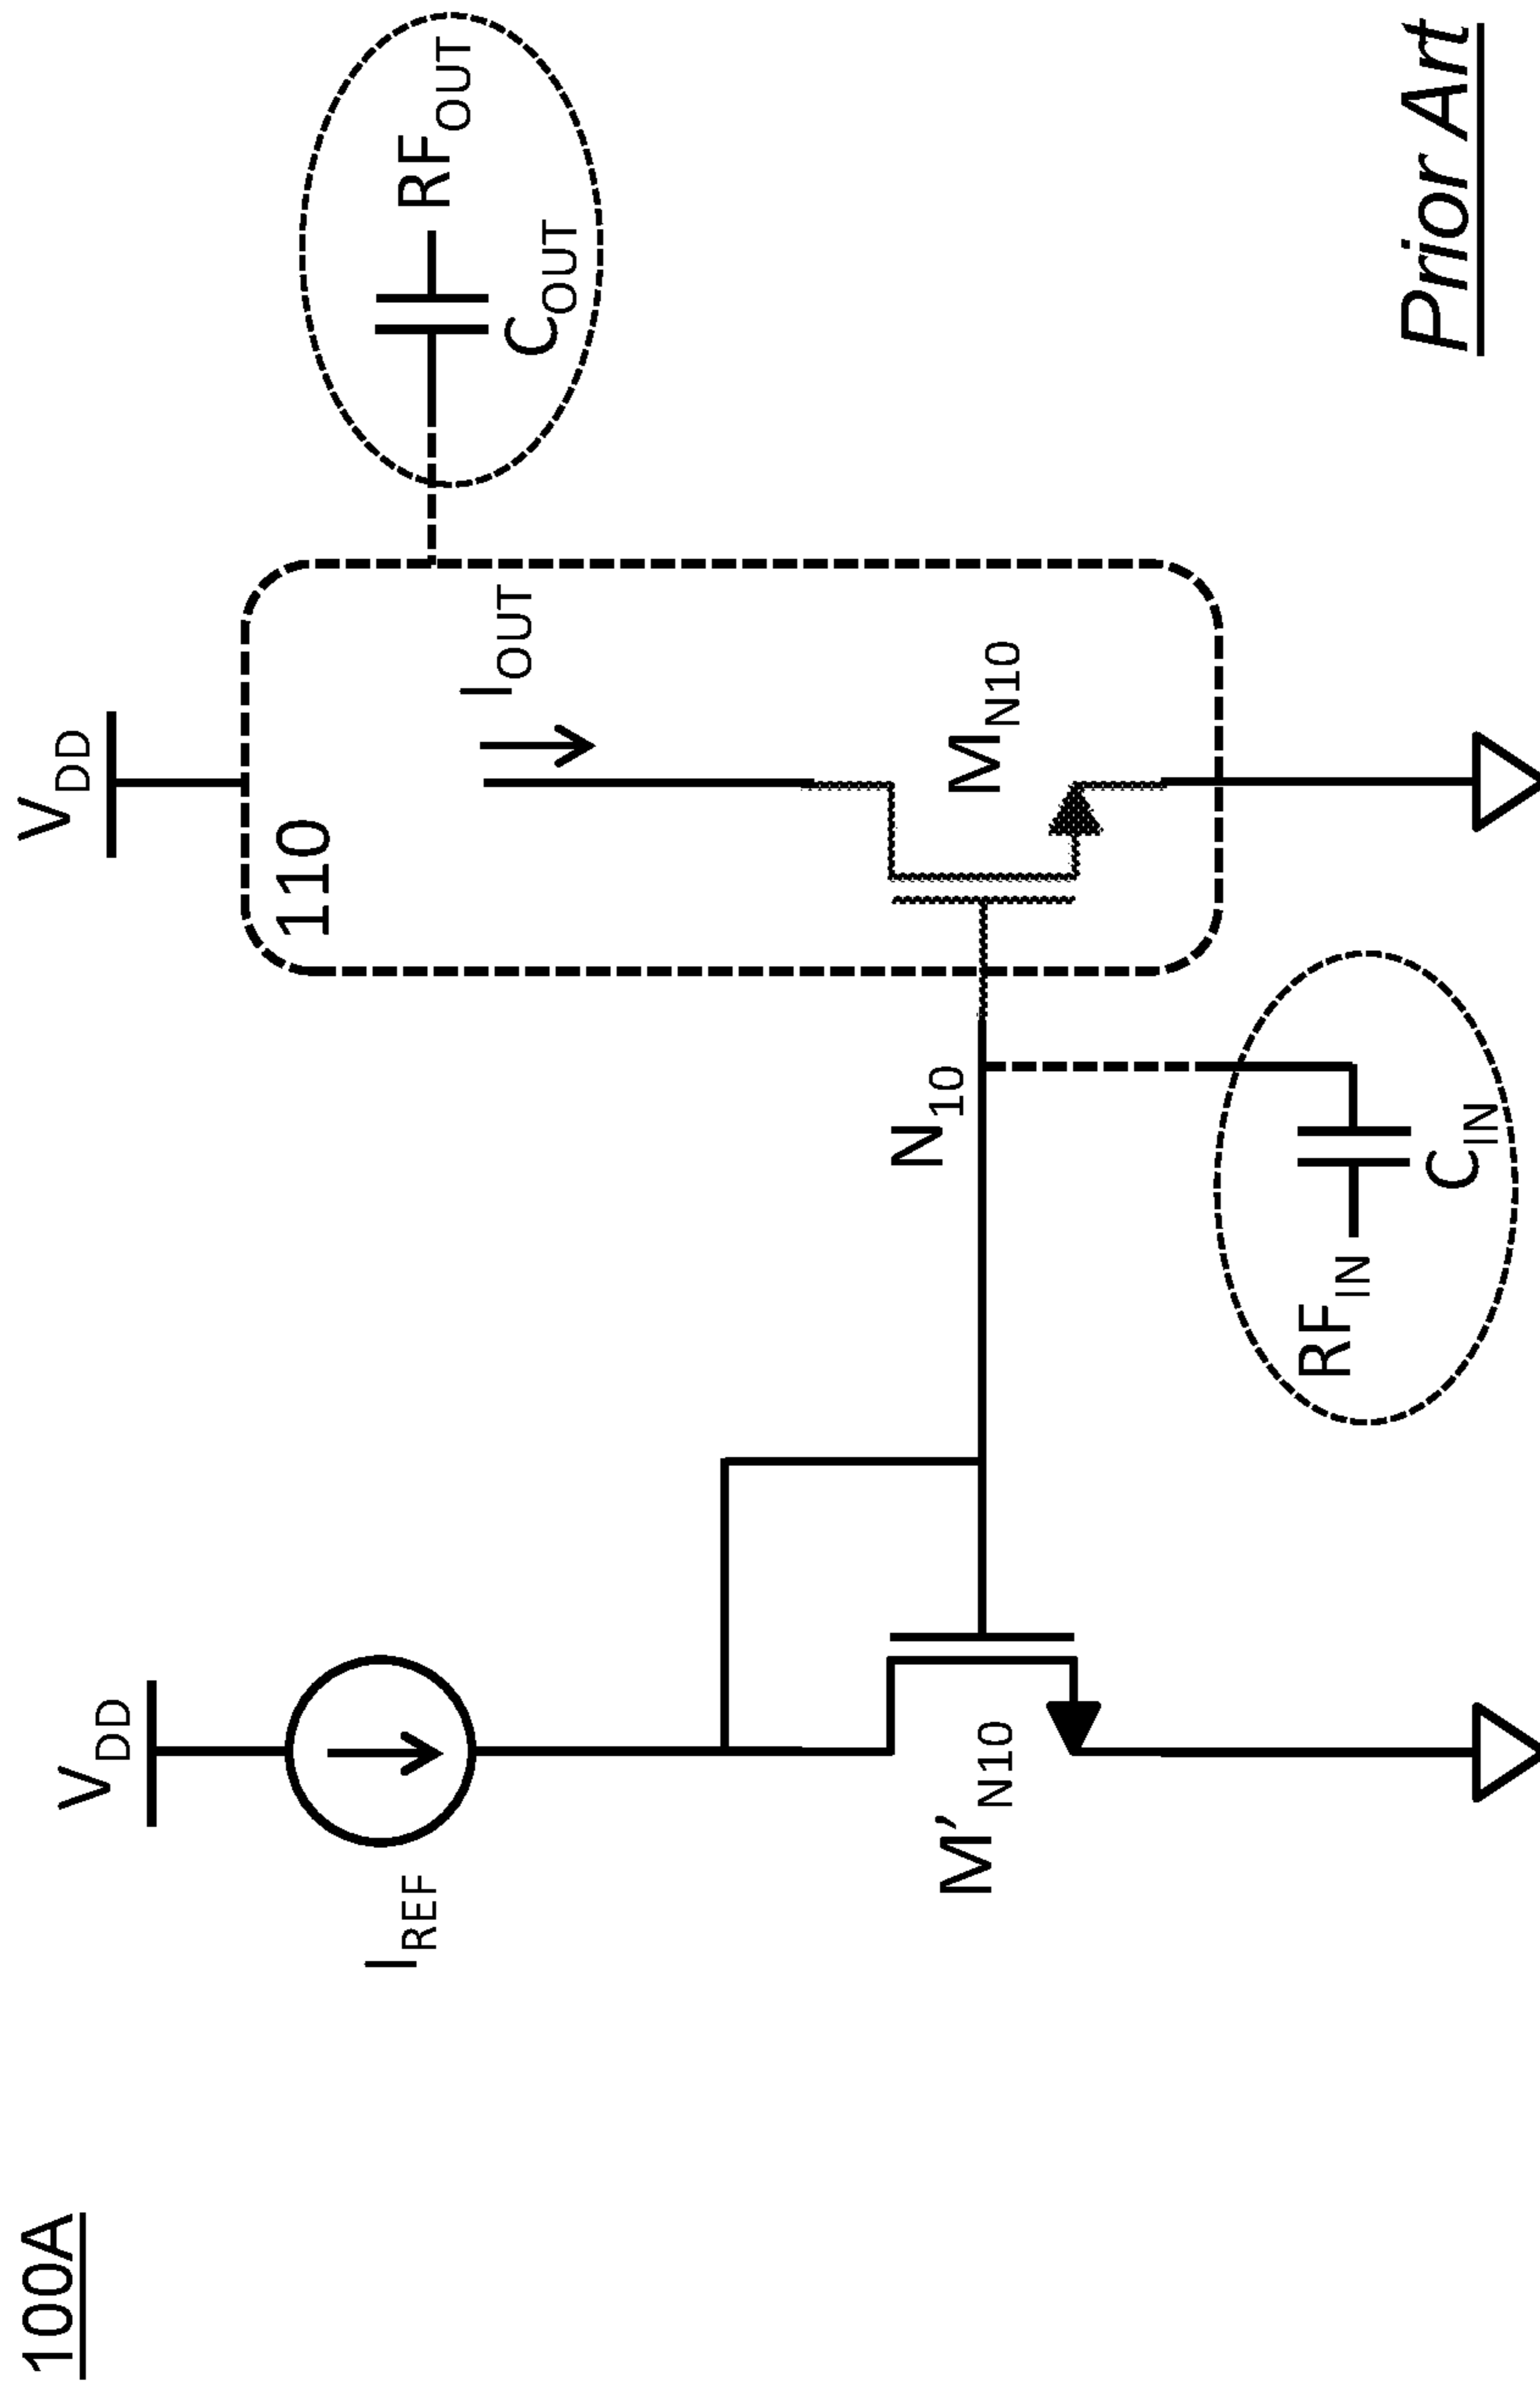 100A
V_DD
V_DD
I_REF
110
I_OUT
RF_OUT
C_OUT
M'_N10
N_10
M_N10
RF_IN
C_IN
Prior Art